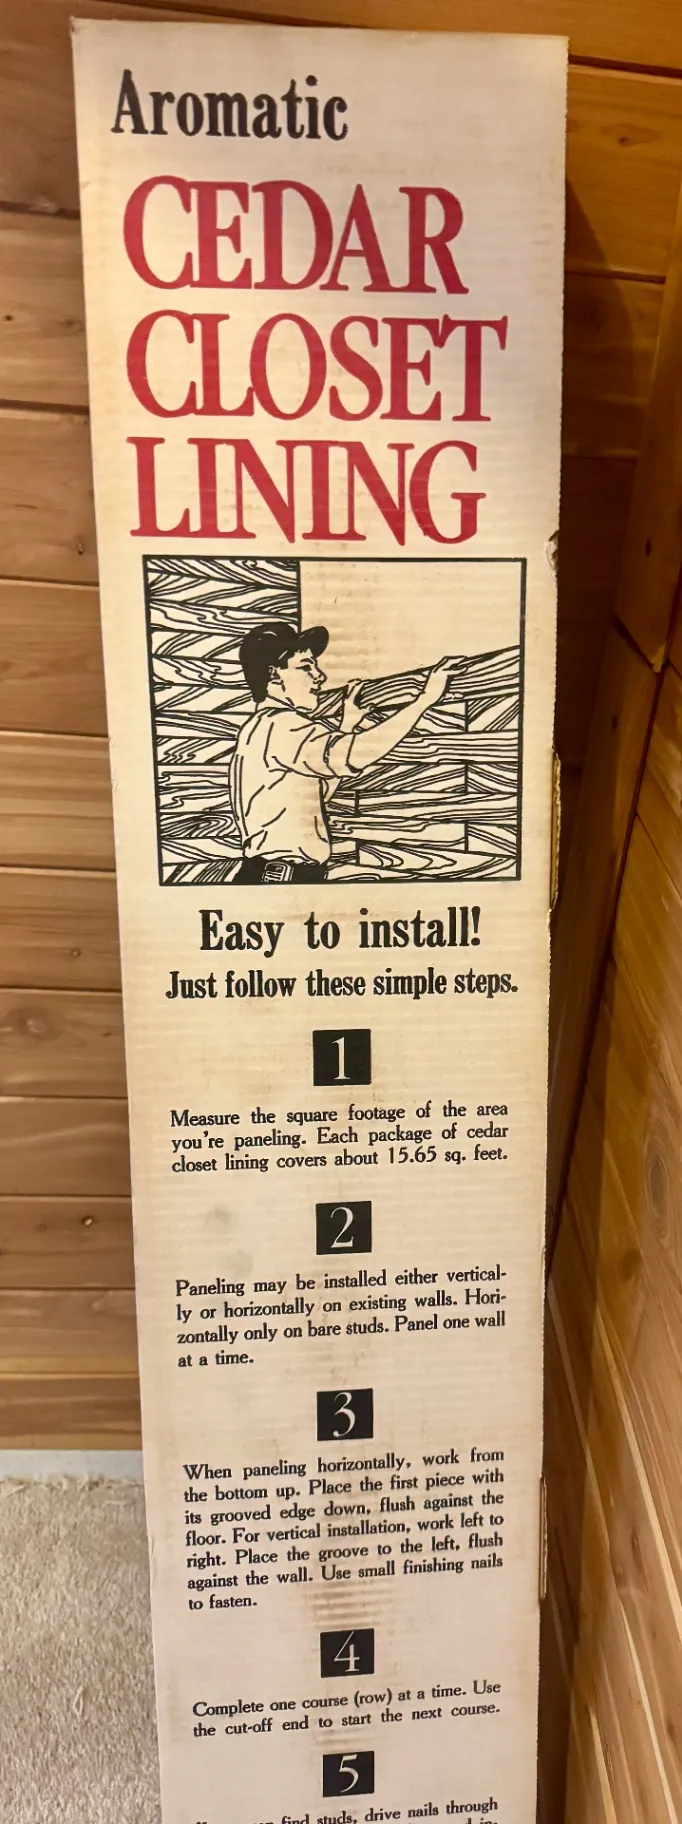 Aromatic
CEDAR
CLOSET
LINING
Easy to install!
Just follow these simple steps.
1
Measure the square footage of the area
you're paneling. Each package of cedar
closet lining covers about 15.65 sq. feet.
2
Paneling may be installed either vertical-
ly or horizontally on existing walls. Hori-
zontally only on bare studs. Panel one wall
at a time.
3
When paneling horizontally, work from
the bottom up. Place the first piece with
its grooved edge down, flush against the
floor. For vertical installation, work left to
right. Place the groove to the left, flush
against the wall. Use small finishing nails
to fasten.
4
Complete one course (row) at a time. Use
the cut-off end to start the next course.
5
find studs, drive nails through